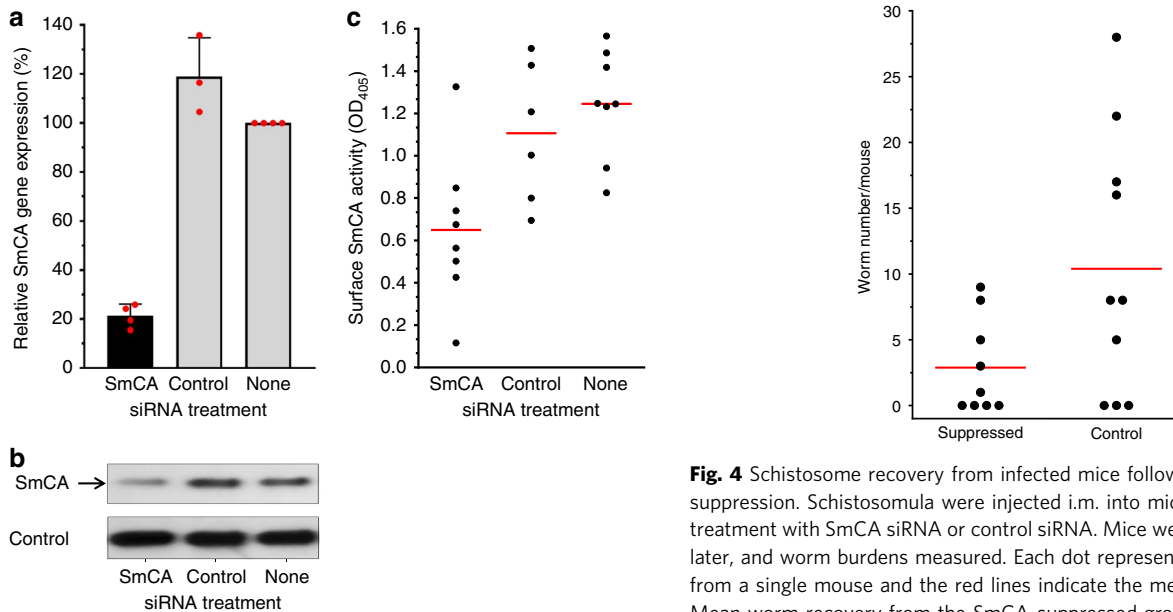 a
Relative SmCA gene expression (%)
140
120
100
80
60
40
20
0
SmCA Control None
siRNA treatment
b
SmCA
Control
SmCA Control None
siRNA treatment
c
Surface SmCA activity (OD405)
1.6
1.4
1.2
1.0
0.8
0.6
0.4
0.2
0.0
SmCA Control None
siRNA treatment
Worm number/mouse
30
25
20
15
10
5
0
Suppressed Control
Fig. 4 Schistosome recovery from infected mice follow
suppression. Schistosomula were injected i.m. into mic
treatment with SmCA siRNA or control siRNA. Mice we
later, and worm burdens measured. Each dot represen
from a single mouse and the red lines indicate the me